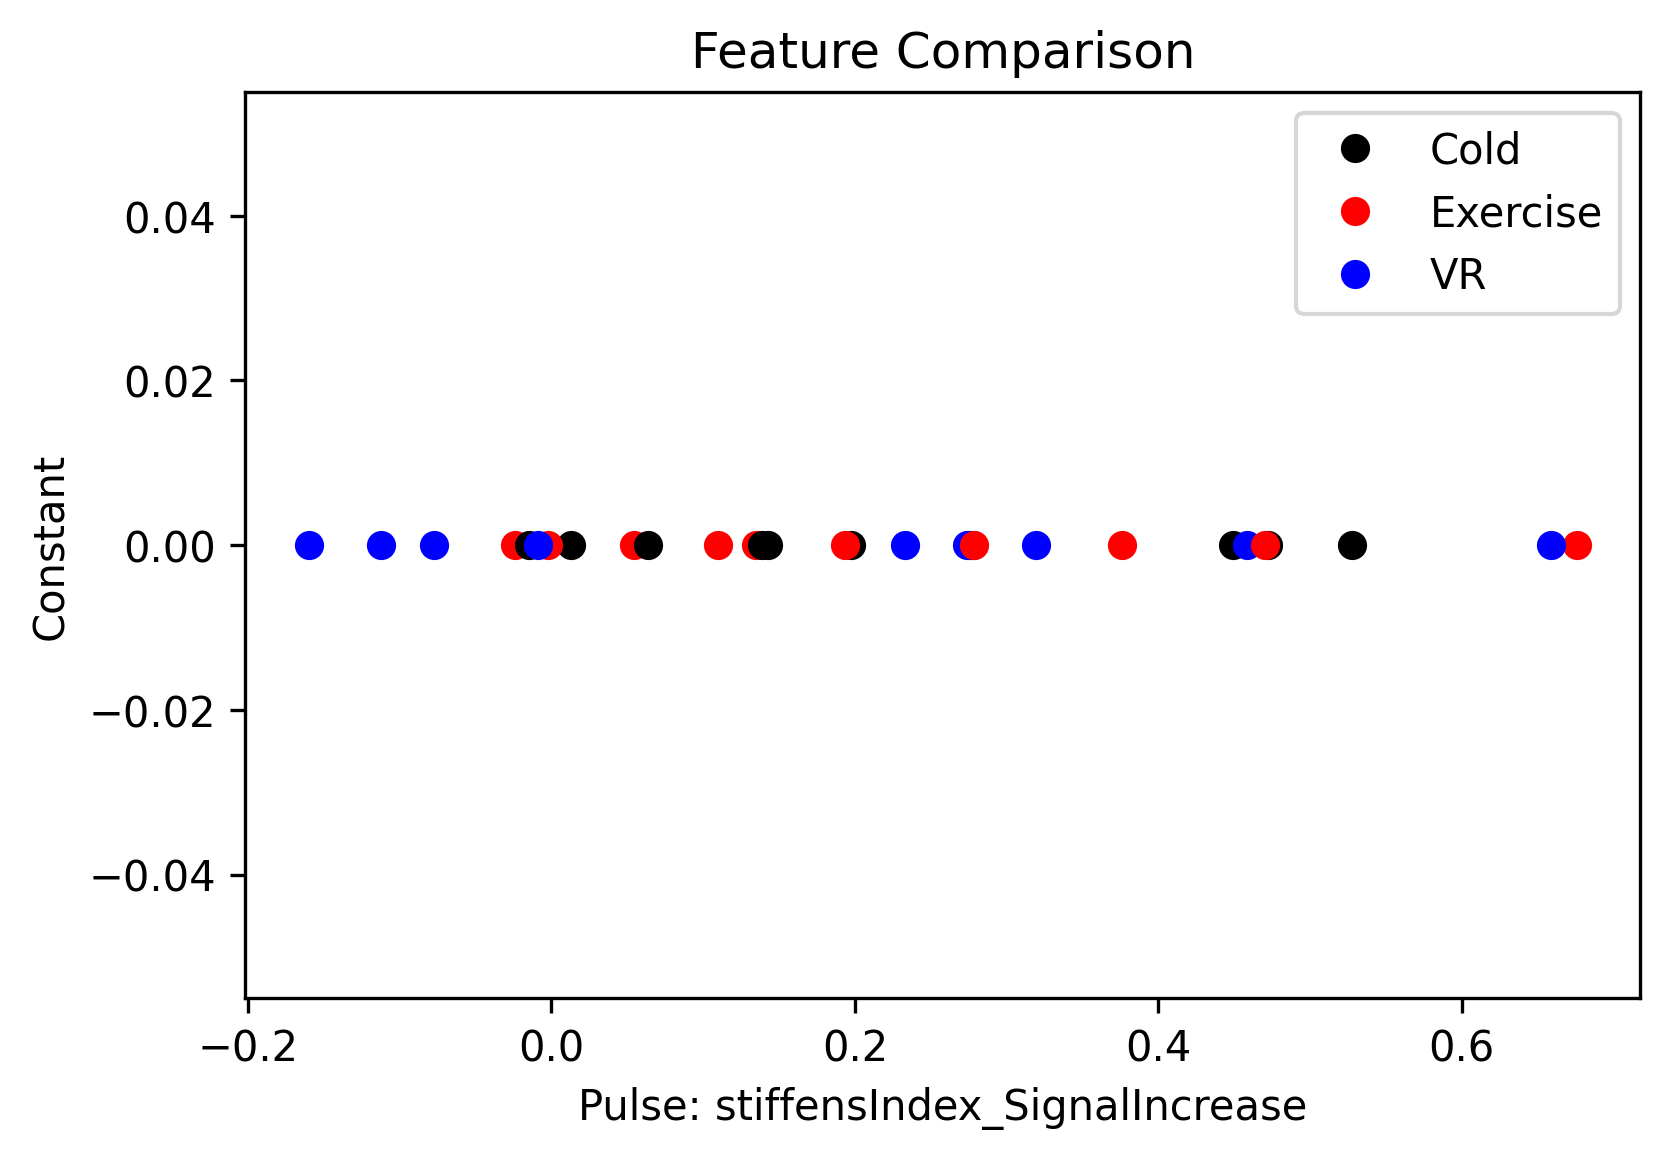 Feature Comparison
Cold
Exercise
VR
0.04
0.02
0.00
−0.02
−0.04
Constant
−0.2 0.0 0.2 0.4 0.6
Pulse: stiffensIndex_SignalIncrease